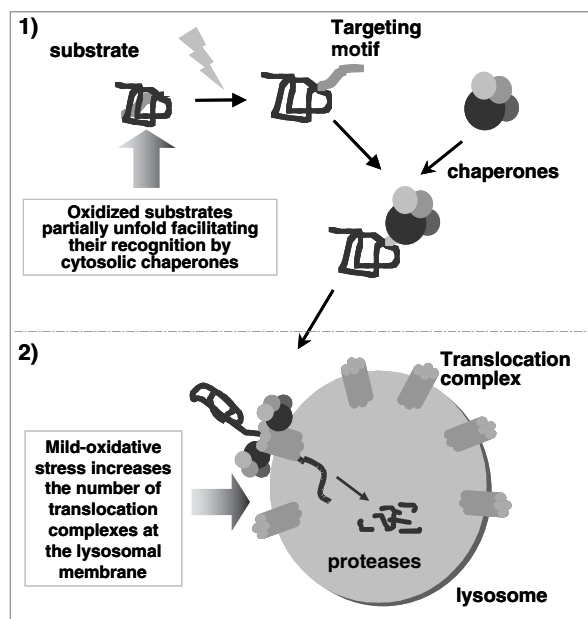 1)
substrate
Targeting
motif
chaperones
Oxidized substrates
partially unfold facilitating
their recognition by
cytosolic chaperones
2)
Translocation
complex
Mild-oxidative
stress increases
the number of
translocation
complexes at
the lysosomal
membrane
proteases
lysosome